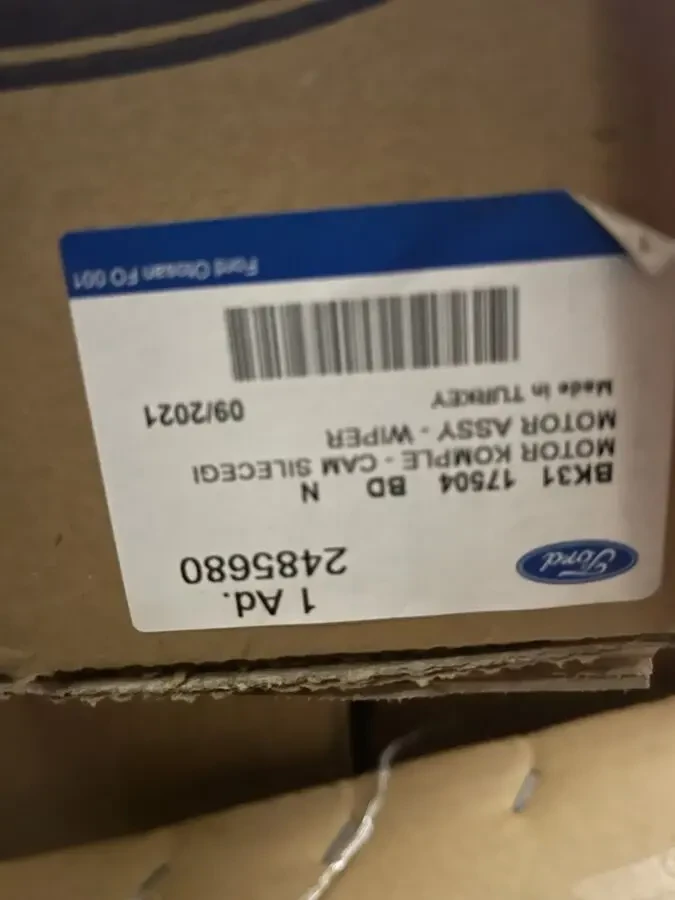 1 Ad.
Ford 2485680
BK31 17504 BD N
MOTOR KOMPLE - CAM SILECEGI
MOTOR ASSY - WIPER
Made in TURKEY 09/2021
Ford Otosan FO 001